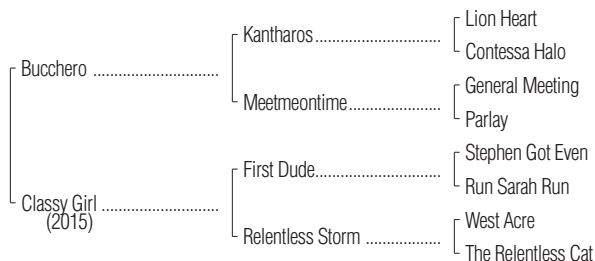 Lion Heart
Kantharos
Contessa Halo
Bucchero
General Meeting
Meetmeontime
Parlay
Stephen Got Even
First Dude
Run Sarah Run
Classy Girl
(2015)
West Acre
Relentless Storm
The Relentless Cat